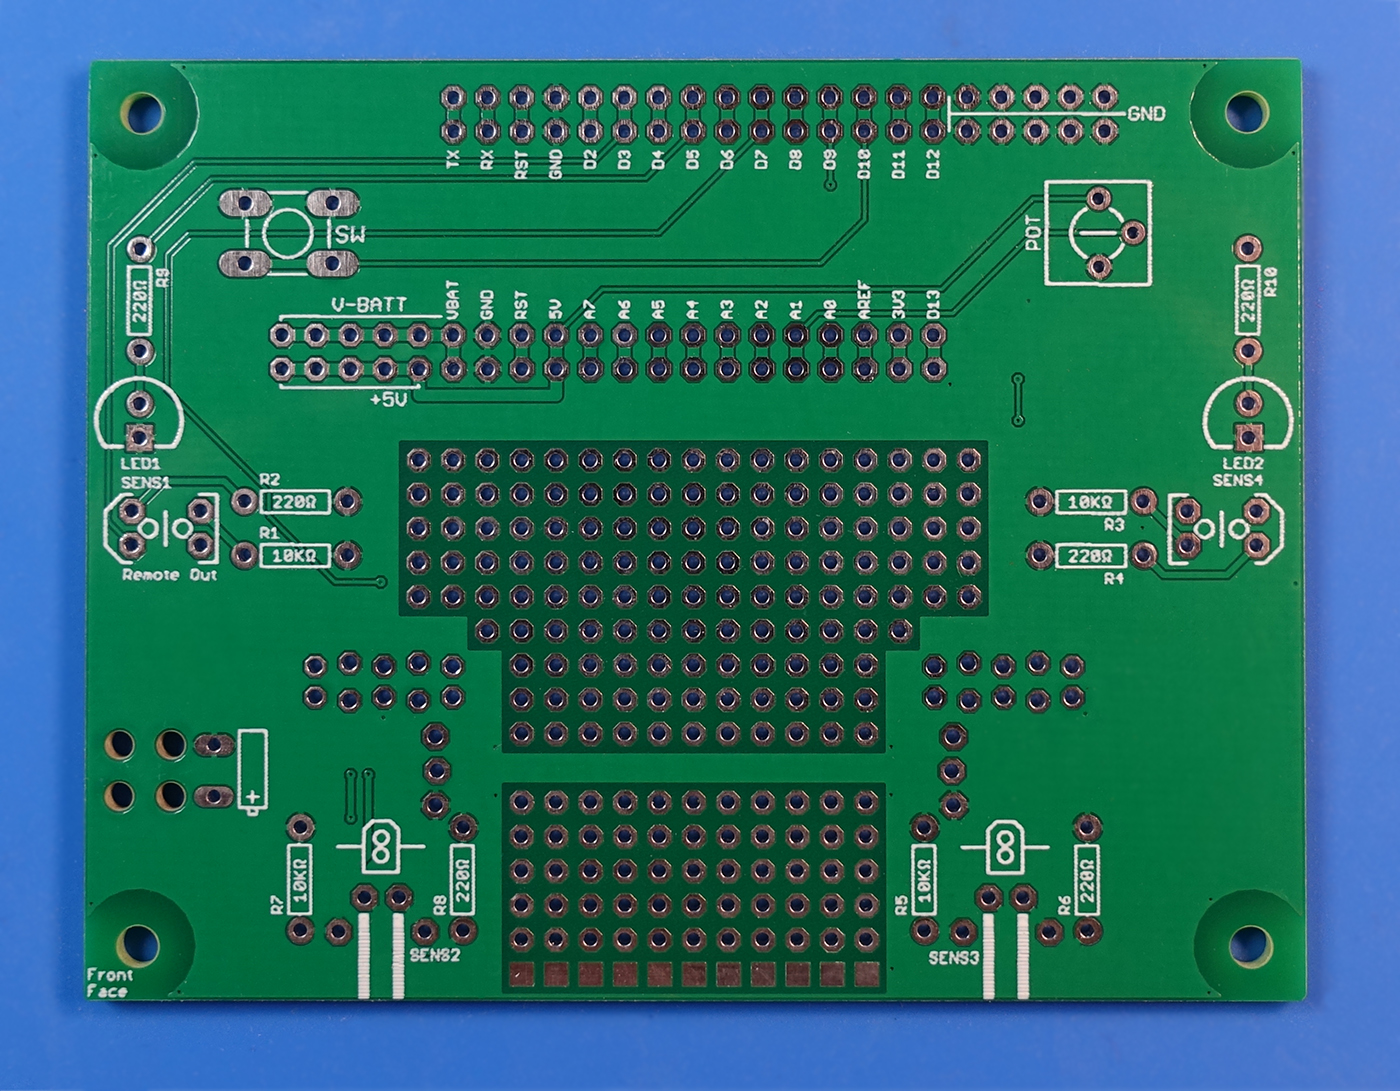 GND
TX RX RST GND D2 D3 D4 D5 D6 D7 D8 D9 D10 D11 D12
SW
POT
R9
220Ω
R10
220Ω
V-BATT
VBAT GND RST 5V A7 A6 A5 A4 A3 A2 A1 A0 AREF 3V3 D13
+5V
LED1
SENS1
LED2
SENS4
R2
220Ω
R1
10KΩ
Remote Out
10KΩ
R3
220Ω
R4
+
R7
10KΩ
R8
220Ω
SENS2
R5
10KΩ
R6
220Ω
SENS3
Front
Face